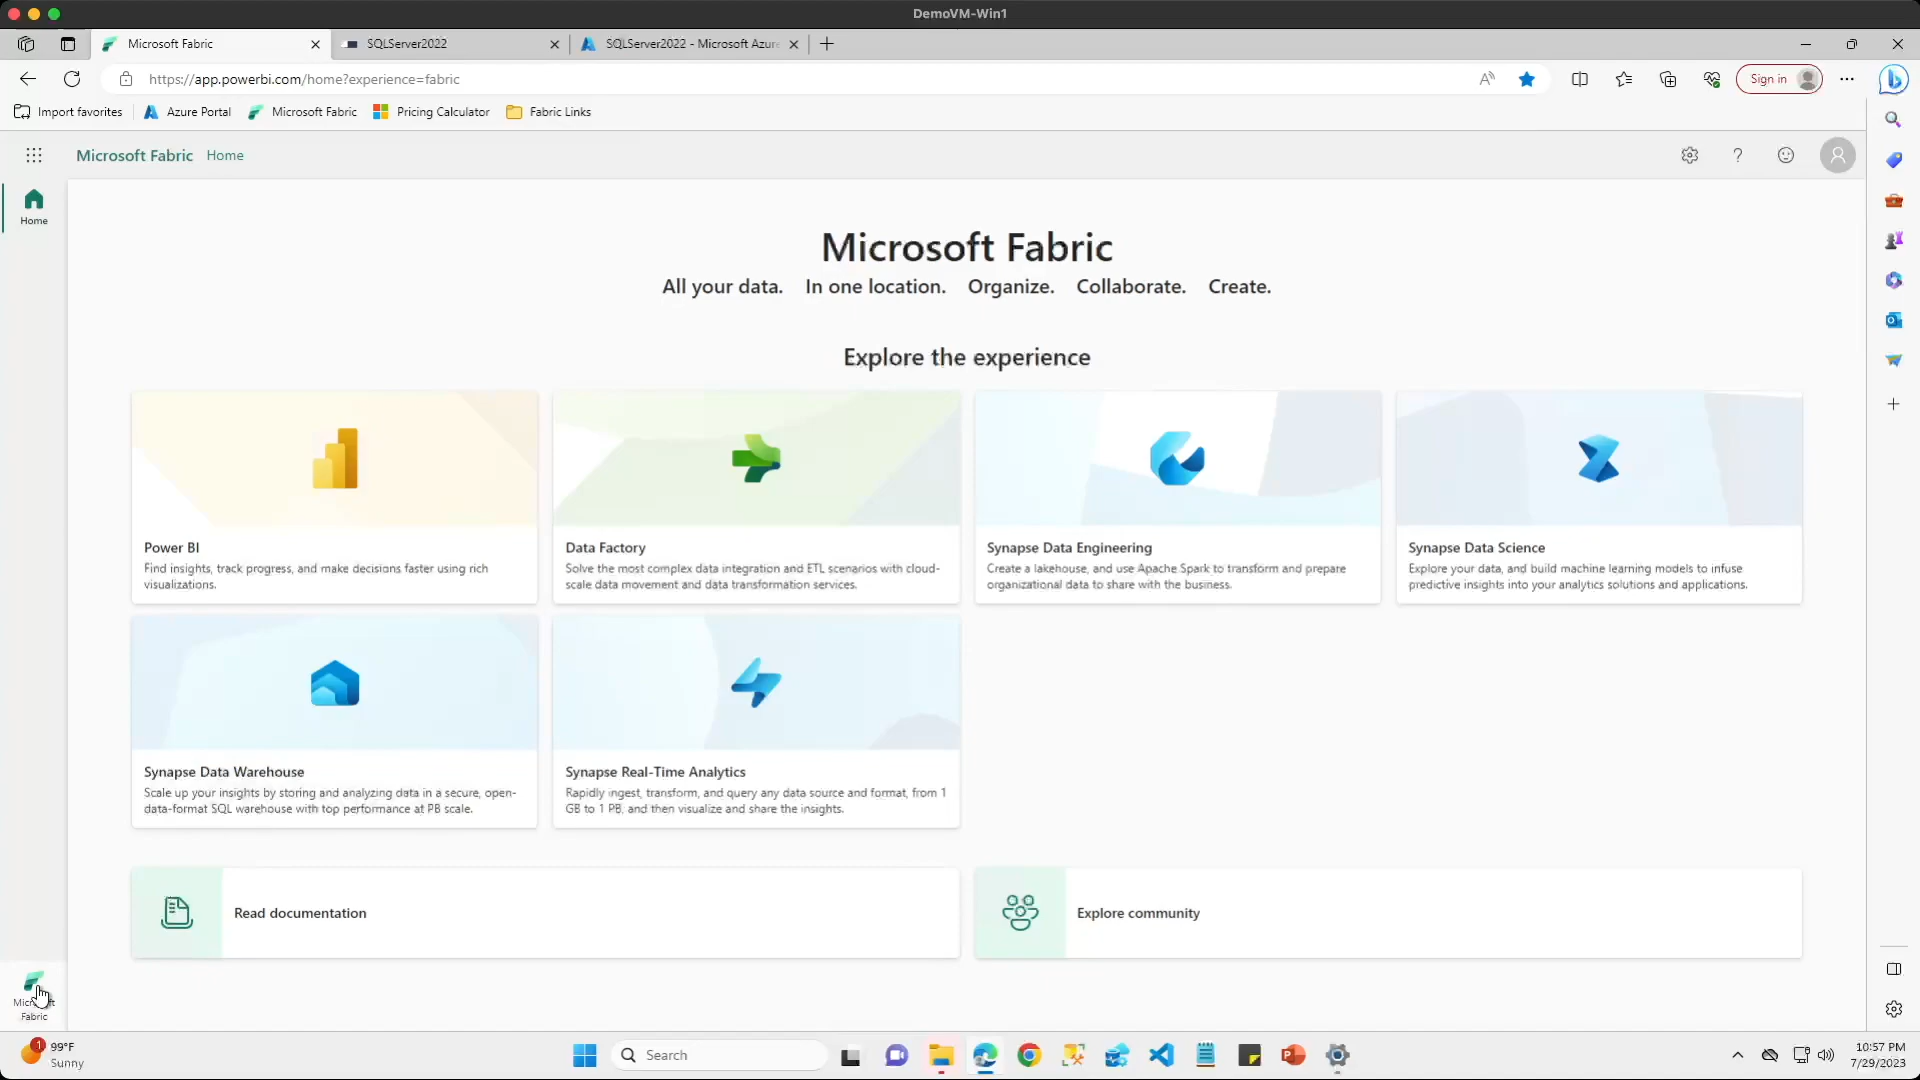 DemoVM-Win1
Microsoft Fabric
SQLServer2022
SQLServer2022 - Microsoft Azure
https://app.powerbi.com/home?experience=fabric
Sign in
Import favorites
Azure Portal
Microsoft Fabric
Pricing Calculator
Fabric Links
Microsoft Fabric
Home
Home
Microsoft Fabric
All your data. In one location. Organize. Collaborate. Create.
Explore the experience
Power BI
Find insights, track progress, and make decisions faster using rich
visualizations.
Data Factory
Solve the most complex data integration and ETL scenarios with cloud-
scale data movement and data transformation services.
Synapse Data Engineering
Create a lakehouse, and use Apache Spark to transform and prepare
organizational data to share with the business.
Synapse Data Science
Explore your data, and build machine learning models to infuse
predictive insights into your analytics solutions and applications.
Synapse Data Warehouse
Scale up your insights by storing and analyzing data in a secure, open-
data-format SQL warehouse with top performance at PB scale.
Synapse Real-Time Analytics
Rapidly ingest, transform, and query any data source and format, from 1
GB to 1 PB, and then visualize and share the insights.
Read documentation
Explore community
Microsoft
Fabric
1
99°F
Sunny
Search
10:57 PM
7/29/2023